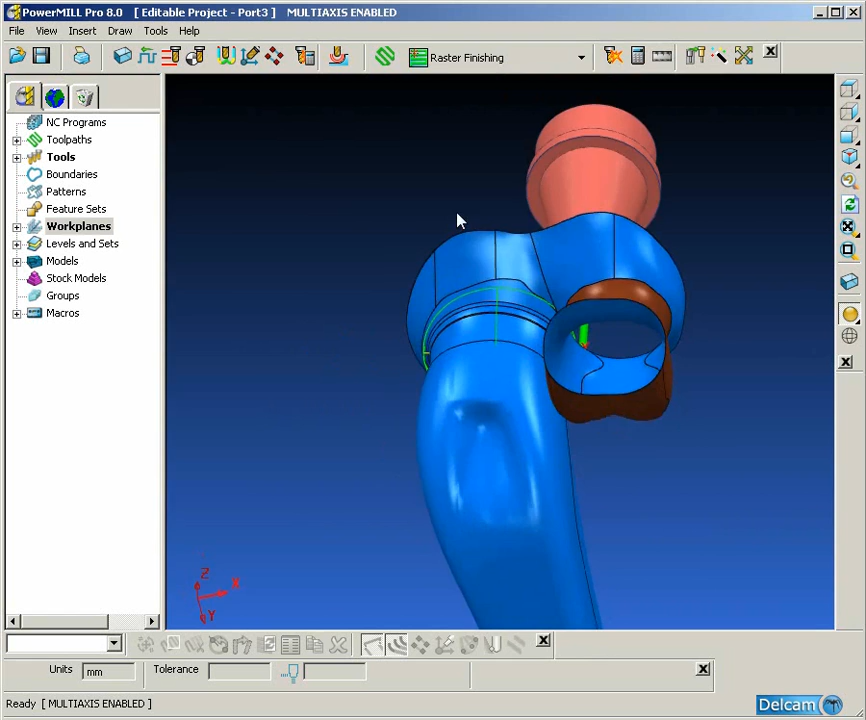 PowerMILL Pro 8.0    [ Editable Project - Port3 ]    MULTIAXIS ENABLED
File View Insert Draw Tools Help
Raster Finishing
NC Programs
Toolpaths
Tools
Boundaries
Patterns
Feature Sets
Workplanes
Levels and Sets
Models
Stock Models
Groups
Macros
Z
X
Y
Units mm Tolerance
Ready [ MULTIAXIS ENABLED ] Delcam